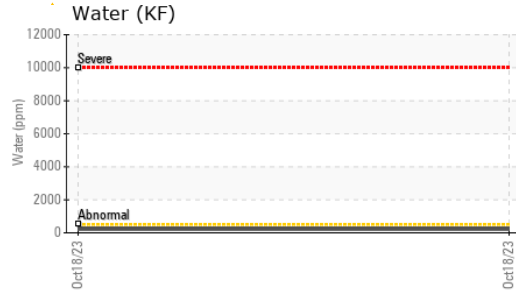 Water (KF)
12000
Severe
10000
8000
6000
Water (ppm)
4000
2000
Abnormal
0
Oct18/23
Oct18/23